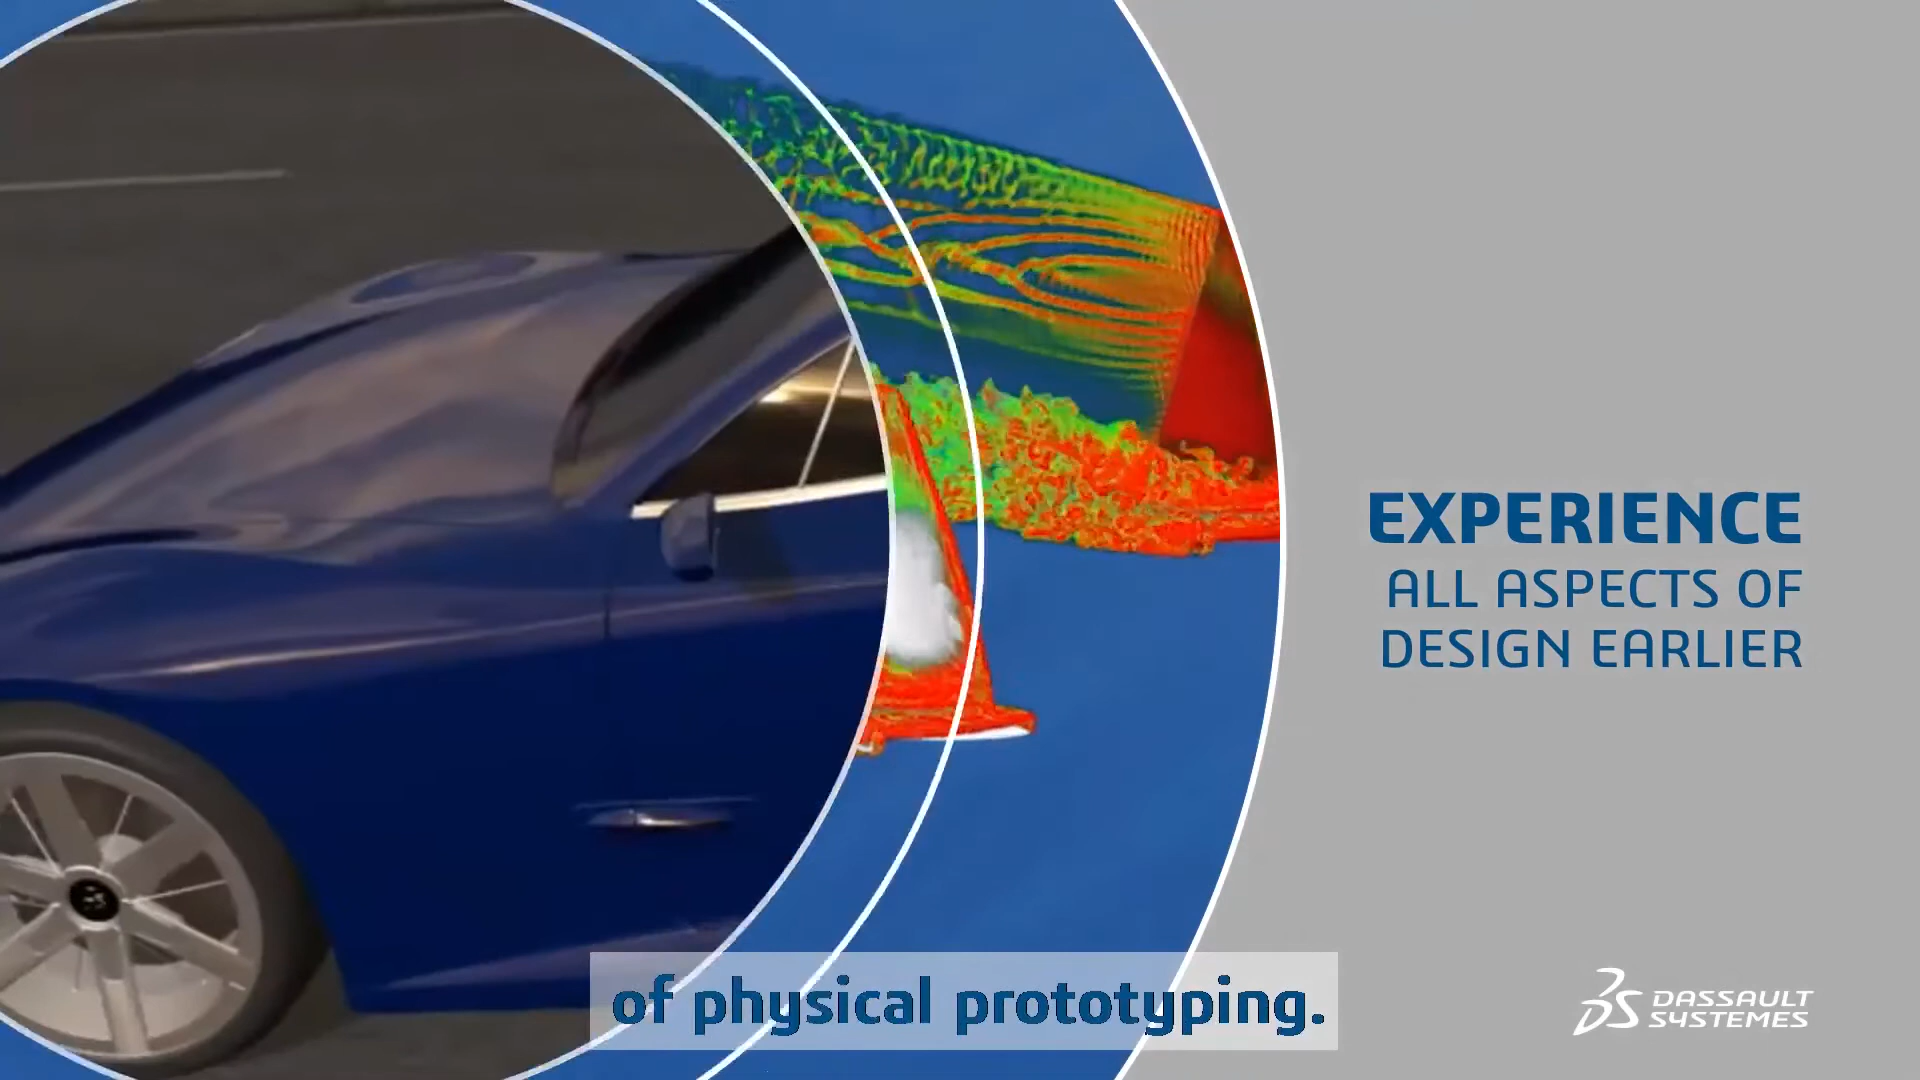 EXPERIENCE
ALL ASPECTS OF
DESIGN EARLIER
of physical prototyping.
DASSAULT
SYSTEMES